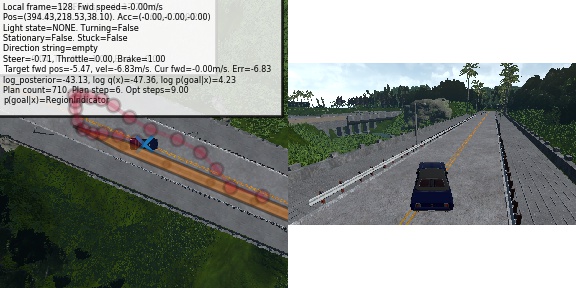 Local frame=128. Fwd speed=-0.00m/s
Pos=(394.43,218.53,38.10). Acc=(-0.00,-0.00,-0.00)
Light state=NONE. Turning=False
Stationary=False. Stuck=False
Direction string=empty
Steer=-0.71, Throttle=0.00, Brake=1.00
Target fwd pos=-5.47, vel=-6.83m/s. Cur fwd=-0.00m/s. Err=-6.83
log_posterior=-43.13, log q(x)=-47.36, log p(goal|x)=4.23
Plan count=710, Plan step=6. Opt steps=9.00
p(goal|x)=RegionIndicator